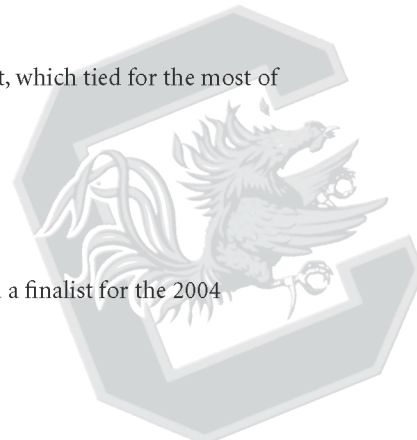 , which tied for the most of
a finalist for the 2004